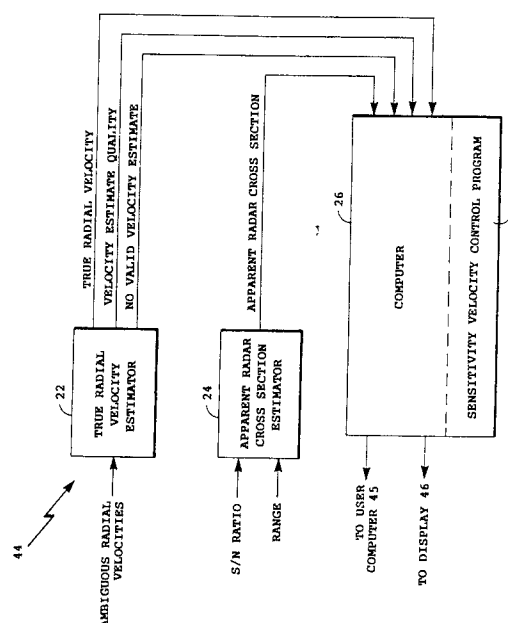 44
AMBIGUOUS RADIAL
VELOCITIES
22
TRUE RADIAL
VELOCITY
ESTIMATOR
TRUE RADIAL VELOCITY
VELOCITY ESTIMATE QUALITY
NO VALID VELOCITY ESTIMATE
S/N RATIO
RANGE
24
APPARENT RADAR
CROSS SECTION
ESTIMATOR
APPARENT RADAR CROSS SECTION
26
COMPUTER
SENSITIVITY VELOCITY CONTROL PROGRAM
TO USER
COMPUTER 45
TO DISPLAY 46